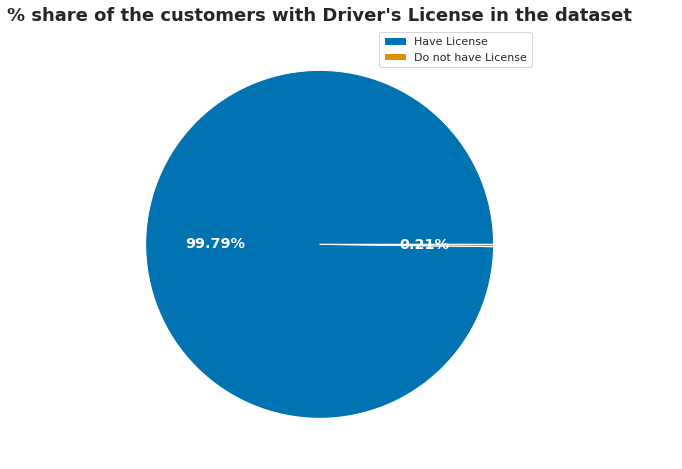 % share of the customers with Driver's License in the dataset
Have License
Do not have License
99.79%
0.21%